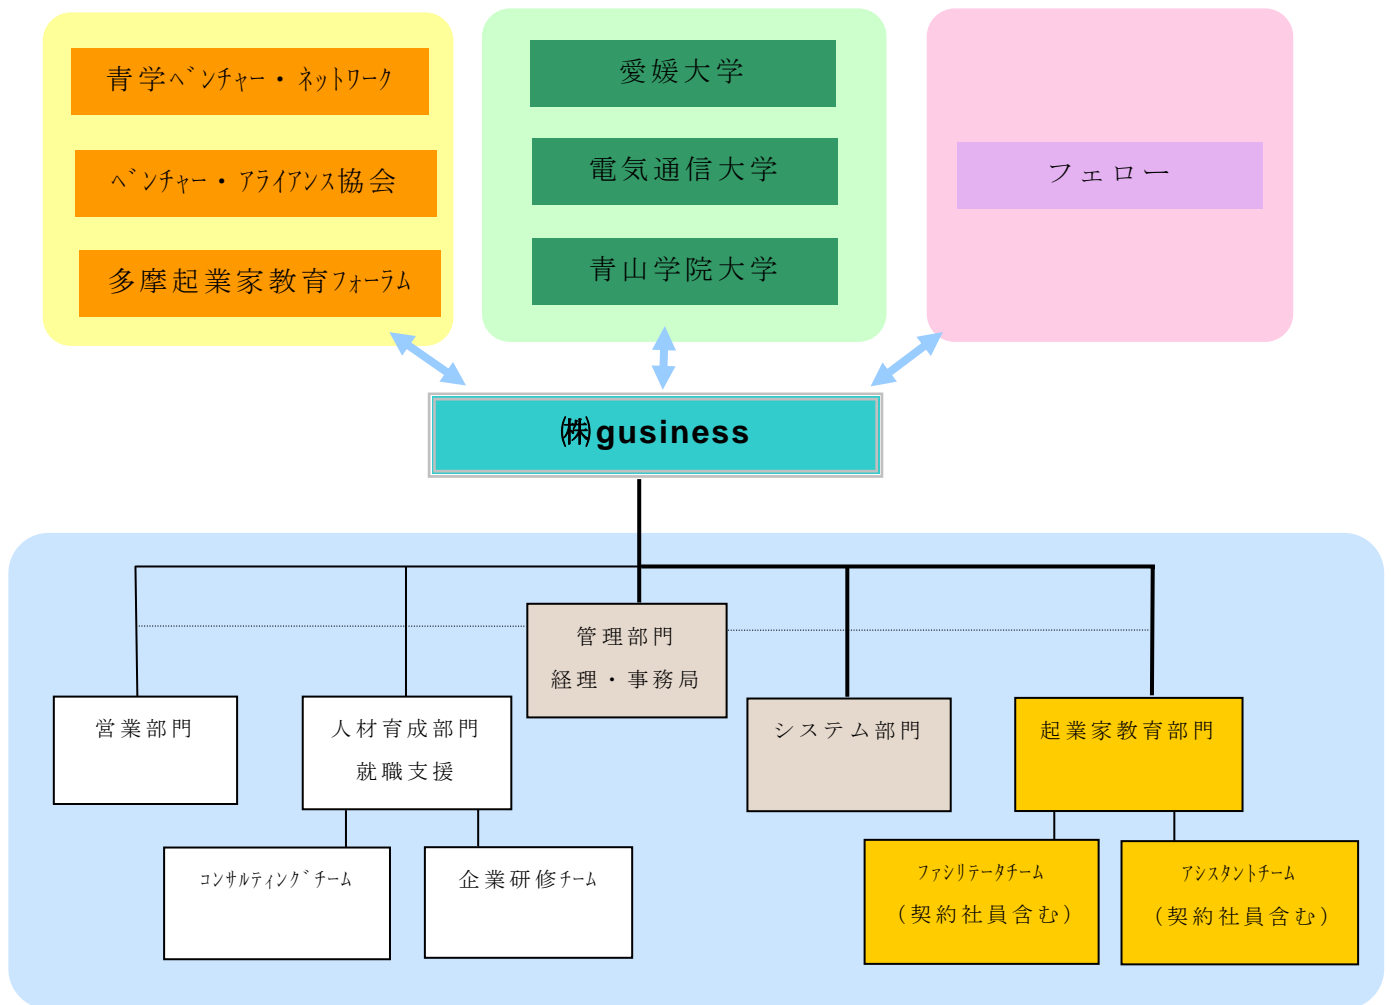 青学ﾍﾞﾝﾁｬｰ・ﾈｯﾄﾜｰｸ
ﾍﾞﾝﾁｬｰ・ｱﾗｲｱﾝｽ協会
多摩起業家教育ﾌｫｰﾗﾑ
愛媛大学
電気通信大学
青山学院大学
フェロー
㈱gusiness
管理部門
経理・事務局
営業部門
人材育成部門
就職支援
システム部門
起業家教育部門
ｺﾝｻﾙﾃｨﾝｸﾞﾁｰﾑ
企業研修ﾁｰﾑ
ﾌｧｼﾘﾃｰﾀﾁｰﾑ
（契約社員含む）
ｱｼｽﾀﾝﾄﾁｰﾑ
（契約社員含む）